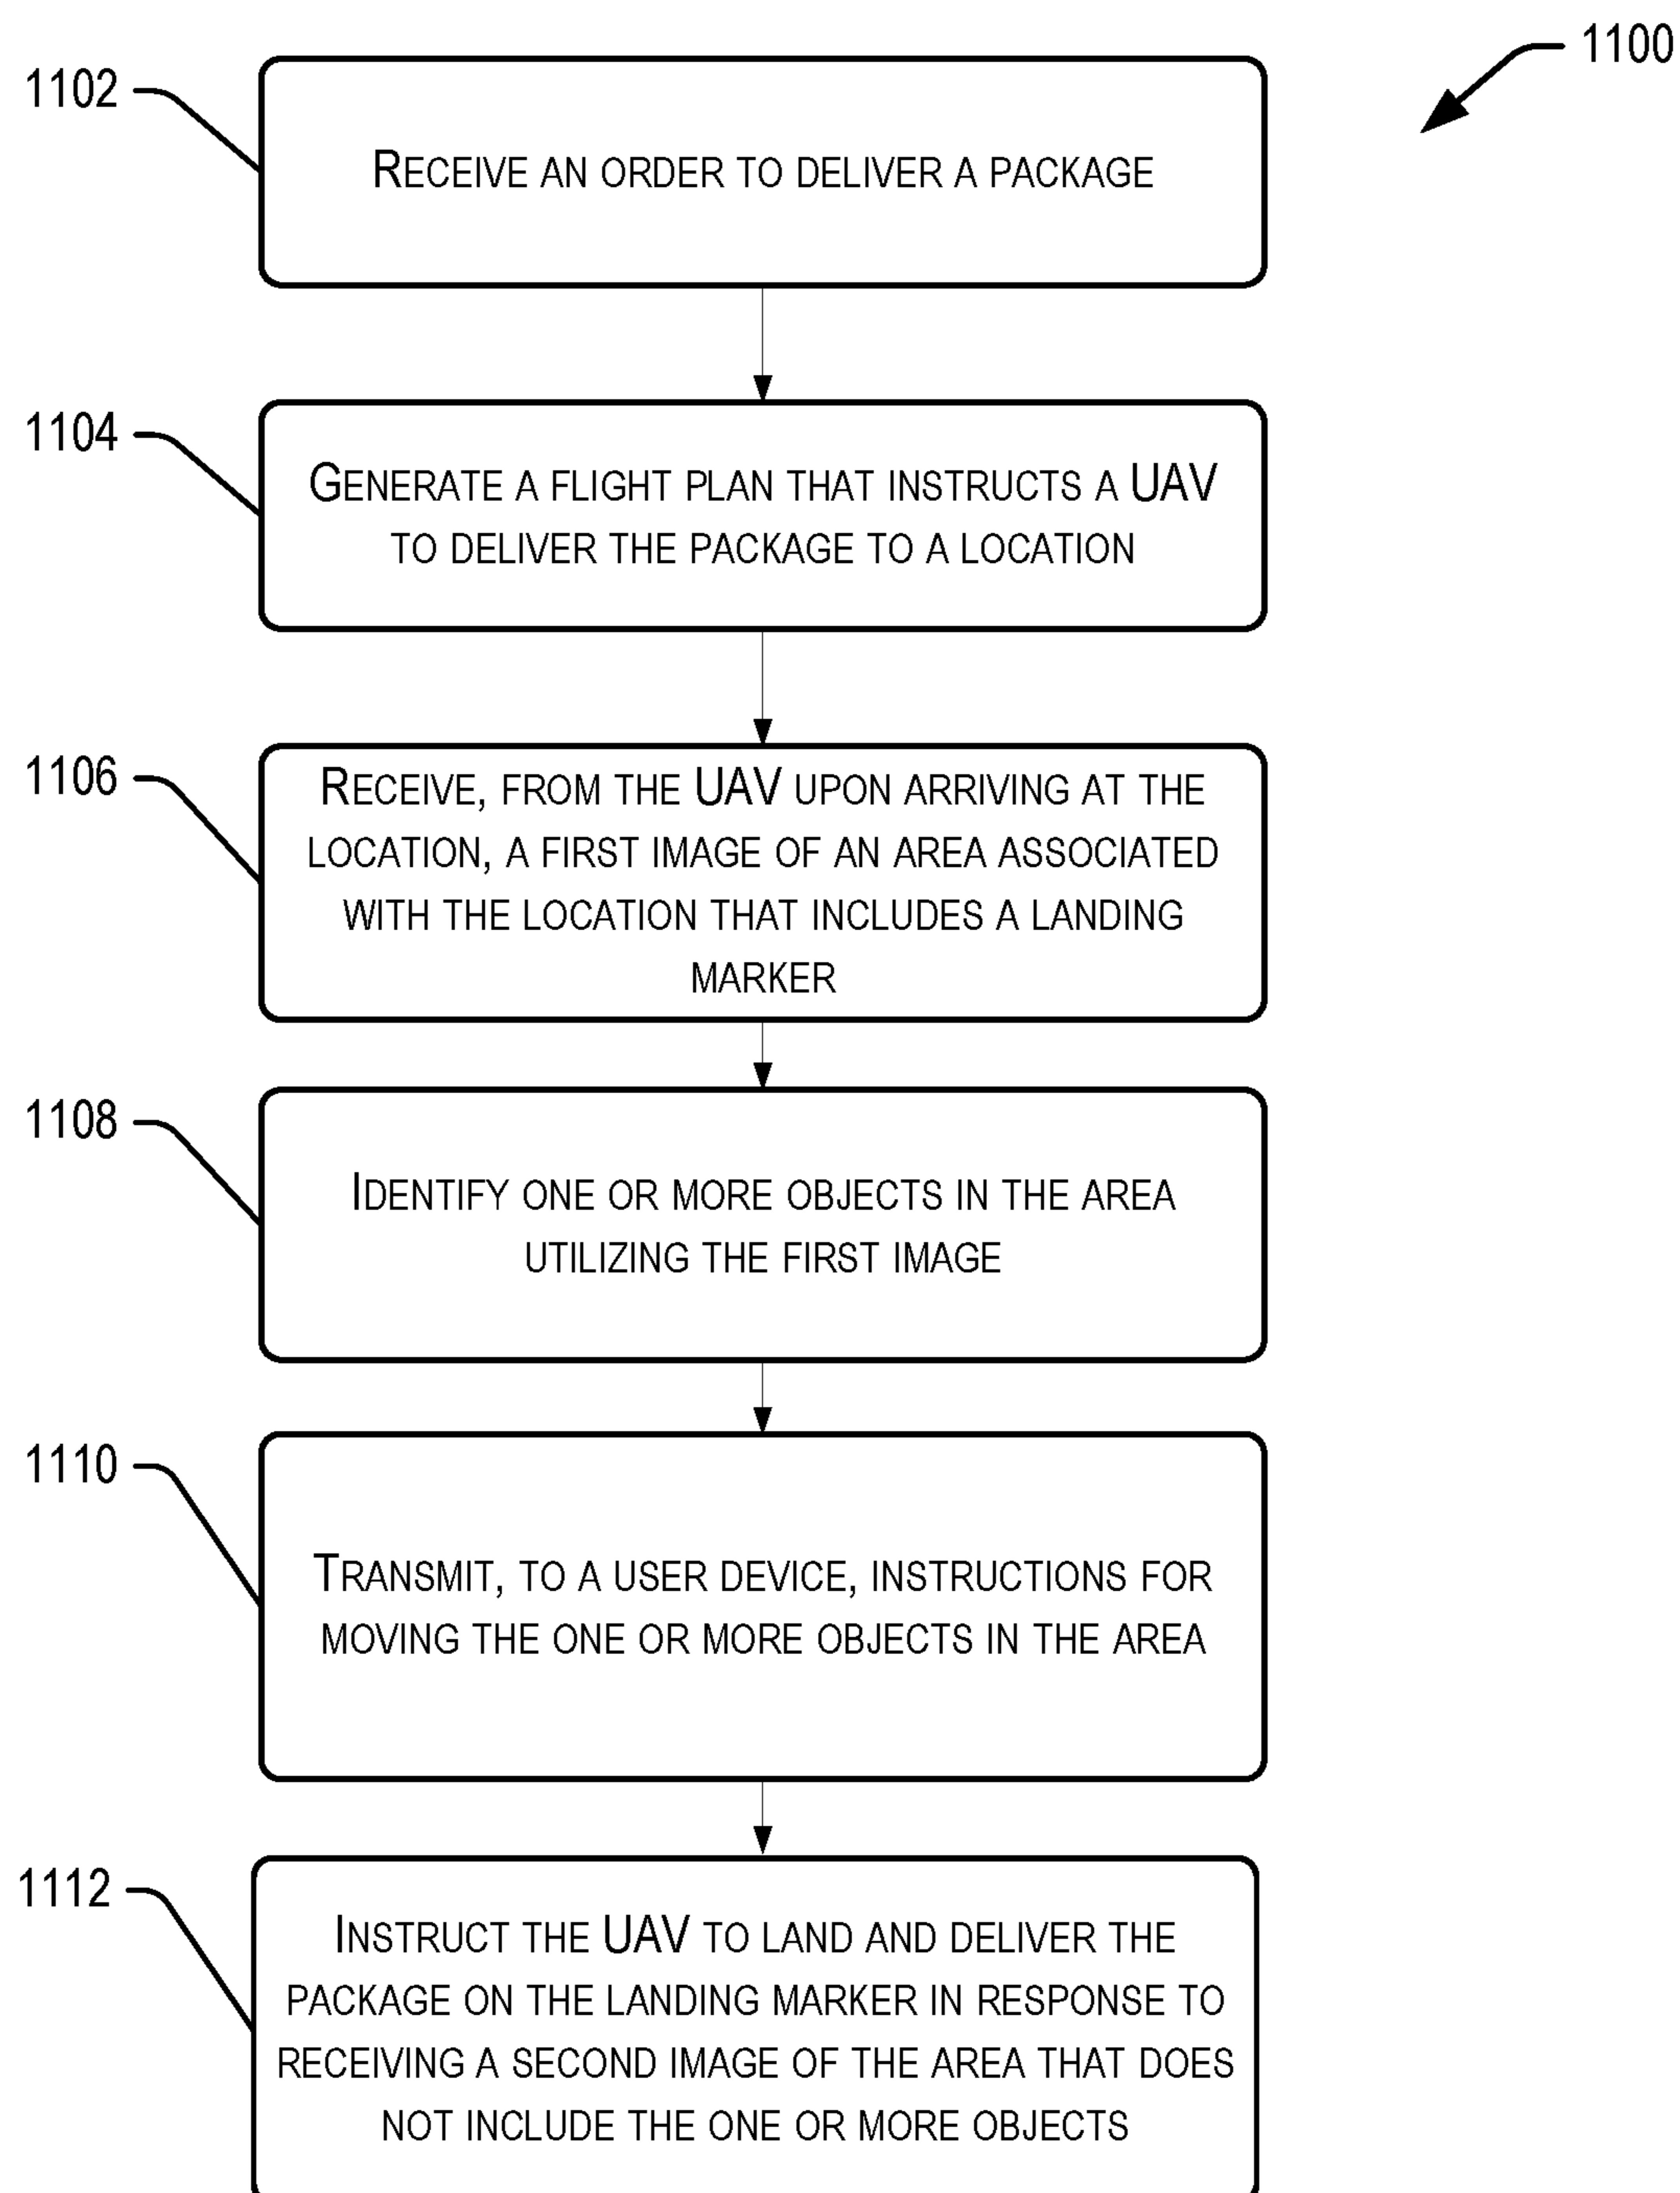 1100
1102
RECEIVE AN ORDER TO DELIVER A PACKAGE
1104
GENERATE A FLIGHT PLAN THAT INSTRUCTS A UAV
TO DELIVER THE PACKAGE TO A LOCATION
1106
RECEIVE, FROM THE UAV UPON ARRIVING AT THE
LOCATION, A FIRST IMAGE OF AN AREA ASSOCIATED
WITH THE LOCATION THAT INCLUDES A LANDING
MARKER
1108
IDENTIFY ONE OR MORE OBJECTS IN THE AREA
UTILIZING THE FIRST IMAGE
1110
TRANSMIT, TO A USER DEVICE, INSTRUCTIONS FOR
MOVING THE ONE OR MORE OBJECTS IN THE AREA
1112
INSTRUCT THE UAV TO LAND AND DELIVER THE
PACKAGE ON THE LANDING MARKER IN RESPONSE TO
RECEIVING A SECOND IMAGE OF THE AREA THAT DOES
NOT INCLUDE THE ONE OR MORE OBJECTS